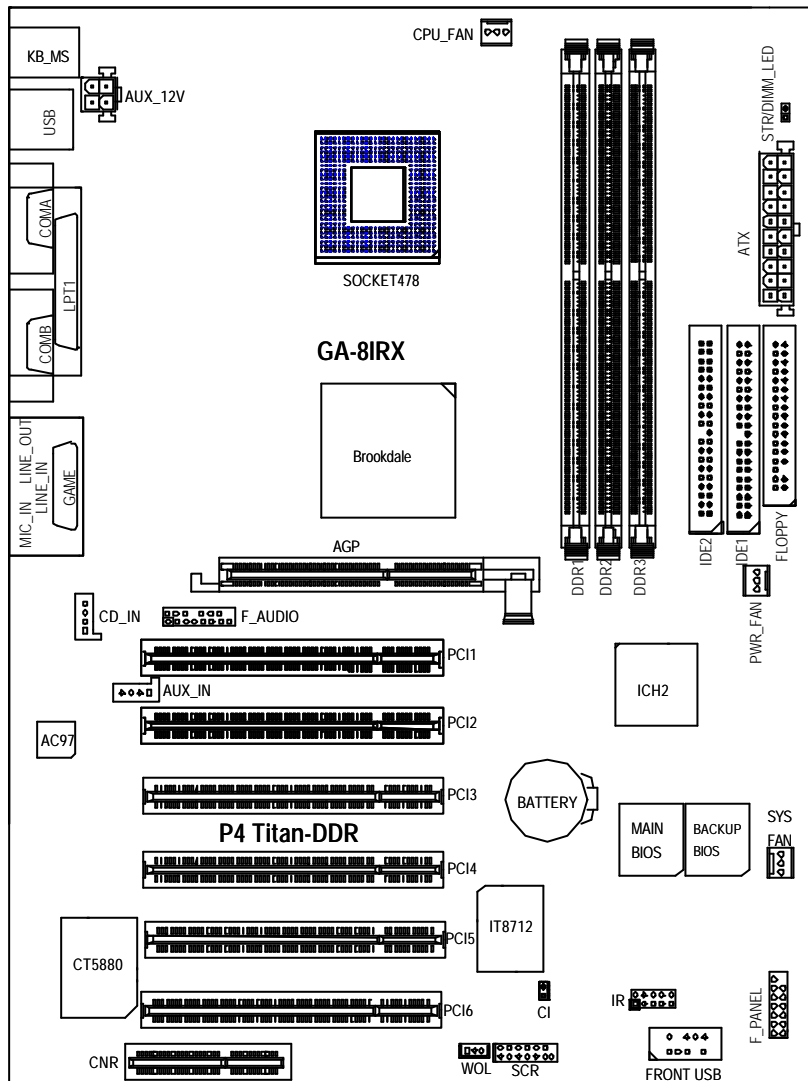 CPU_FAN
KB_MS
AUX_12V
USB
STR/DIMM_LED
COMA
LPT1
COMB
SOCKET478
ATX
GA-8IRX
Brookdale
MIC_IN LINE_OUT
LINE_IN
GAME
AGP
DDR1
DDR2
DDR3
IDE2
IDE1
FLOPPY
CD_IN
F_AUDIO
PWR_FAN
PCI1
AUX_IN
ICH2
PCI2
AC97
PCI3
BATTERY
P4 Titan-DDR
MAIN
BIOS
BACKUP
BIOS
SYS
FAN
PCI4
IT8712
PCI5
CT5880
CI
IR
F_PANEL
PCI6
CNR
WOL
SCR
FRONT USB